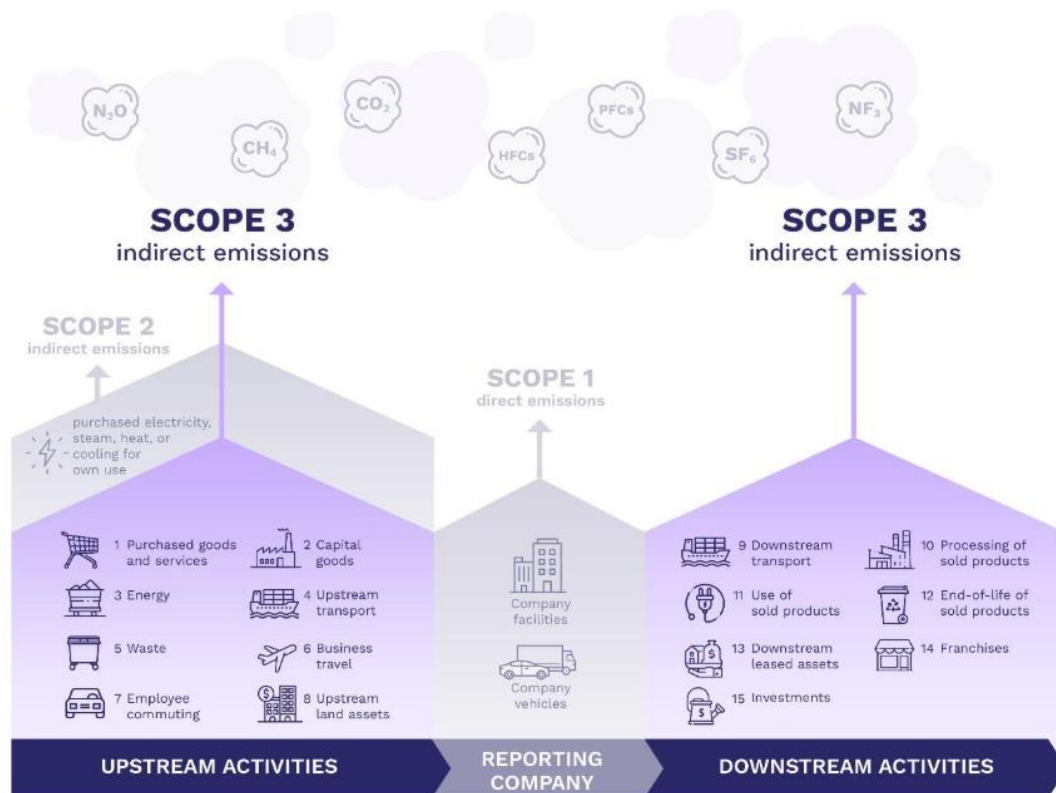 N₂O
CH₄
CO₂
HFCs
PFCs
SF₆
NF₃
SCOPE 3
indirect emissions
SCOPE 3
indirect emissions
SCOPE 2
indirect emissions
purchased electricity,
steam, heat, or
cooling for
own use
SCOPE 1
direct emissions
1 Purchased goods
and services
2 Capital
goods
3 Energy
4 Upstream
transport
5 Waste
6 Business
travel
7 Employee
commuting
8 Upstream
land assets
Company
facilities
Company
vehicles
9 Downstream
transport
10 Processing of
sold products
11 Use of
sold products
12 End-of-life of
sold products
13 Downstream
leased assets
14 Franchises
15 Investments
UPSTREAM ACTIVITIES
REPORTING
COMPANY
DOWNSTREAM ACTIVITIES